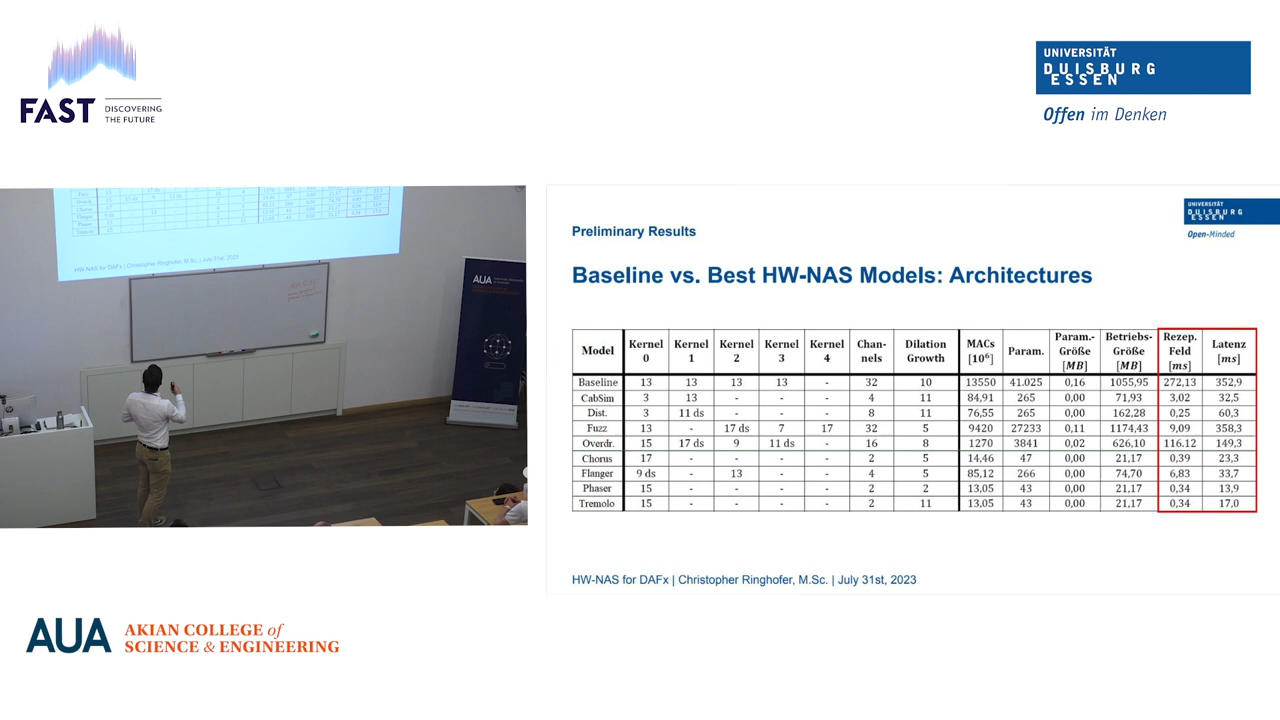 FAST
DISCOVERING
THE FUTURE
UNIVERSITÄT
DUISBURG
ESSEN
Offen im Denken
HW-NAS for DAFx | Christopher Ringhofer, M.Sc. | July 31st, 2023
AUA
UNIVERSITÄT
DUISBURG
ESSEN
Open-Minded
Preliminary Results
Baseline vs. Best HW-NAS Models: Architectures
Model Kernel 0 Kernel 1 Kernel 2 Kernel 3 Kernel 4 Chan-nels Dilation Growth MACs [10⁶] Param. Param.-Größe [MB] Betriebs-Größe [MB] Rezep. Feld [ms] Latenz [ms]
Baseline 13 13 13 13 - 32 10 13550 41.025 0,16 1055,95 272,13 352,9
CabSim 3 13 - - - 4 11 84,91 265 0,00 71,93 3,02 32,5
Dist. 3 11 ds - - - 8 11 76,55 265 0,00 162,28 0,25 60,3
Fuzz 13 - 17 ds 7 17 32 5 9420 27233 0,11 1174,43 9,09 358,3
Overdr. 15 17 ds 9 11 ds - 16 8 1270 3841 0,02 626,10 116.12 149,3
Chorus 17 - - - - 2 5 14,46 47 0,00 21,17 0,39 23,3
Flanger 9 ds - 13 - - 4 5 85,12 266 0,00 74,70 6,83 33,7
Phaser 15 - - - - 2 2 13,05 43 0,00 21,17 0,34 13,9
Tremolo 15 - - - - 2 11 13,05 43 0,00 21,17 0,34 17,0
HW-NAS for DAFx | Christopher Ringhofer, M.Sc. | July 31st, 2023
AUA
AKIAN COLLEGE of
SCIENCE & ENGINEERING